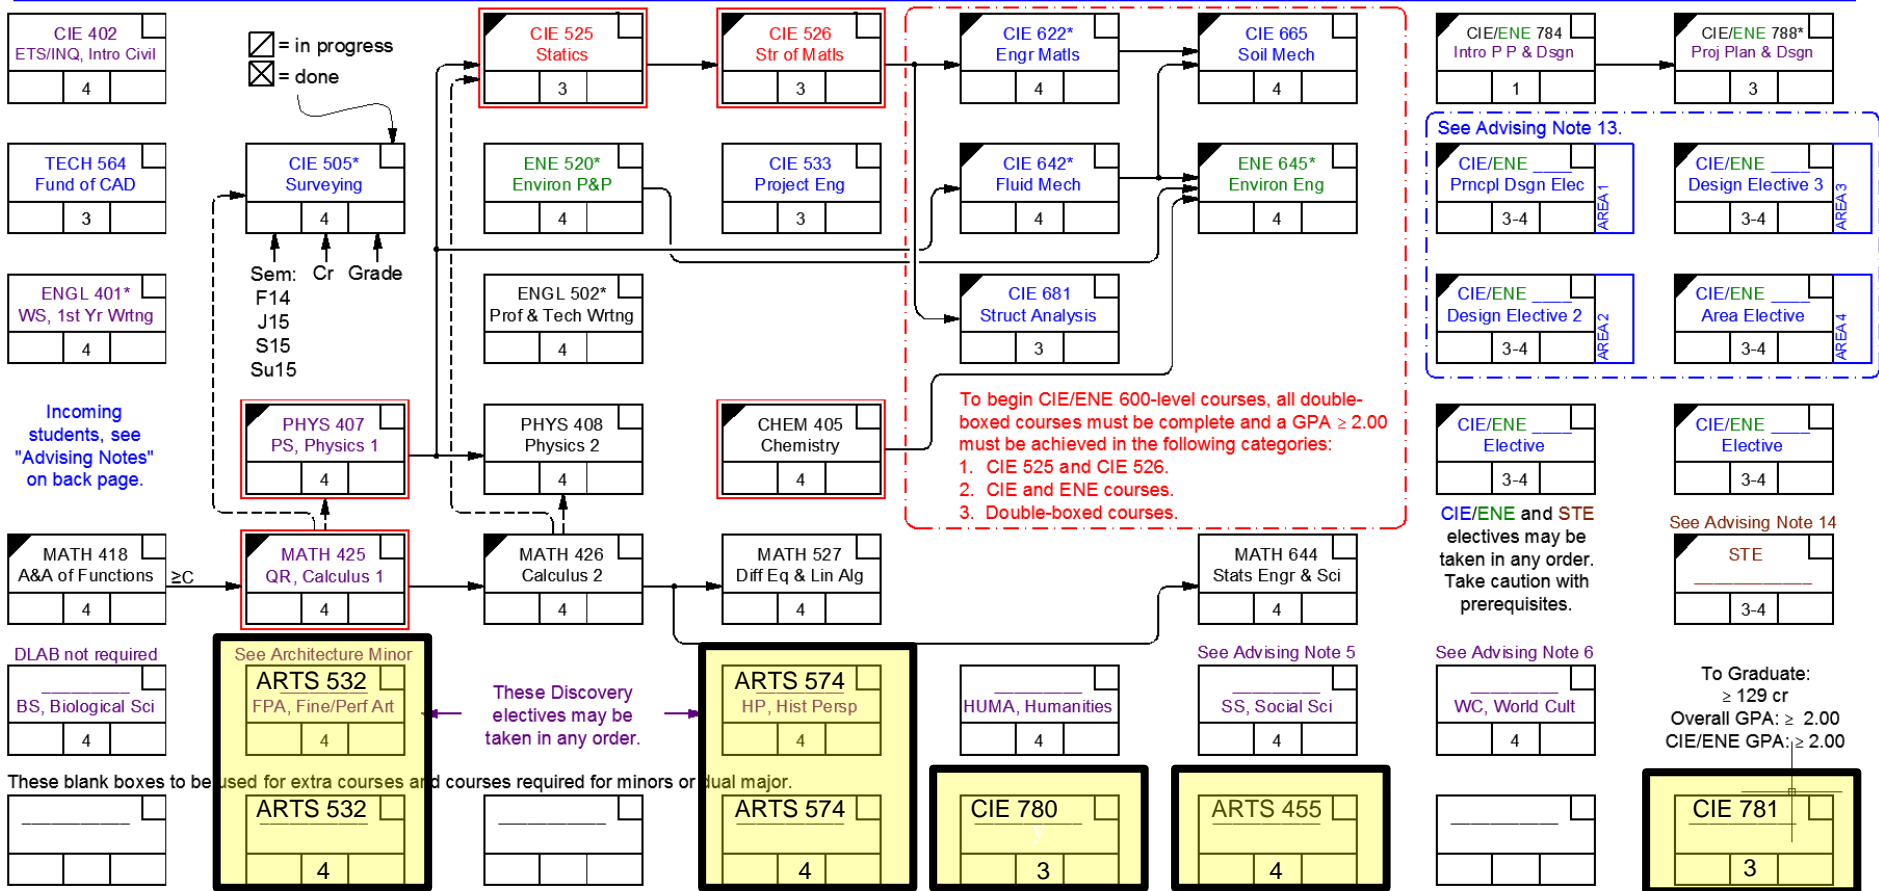 CIE 402
ETS/INQ, Intro Civil
4
= in progress
= done
CIE 525
Statics
3
CIE 526
Str of Matls
3
CIE 622*
Engr Matls
4
CIE 665
Soil Mech
4
CIE/ENE 784
Intro P P & Dsgn
1
CIE/ENE 788*
Proj Plan & Dsgn
3
TECH 564
Fund of CAD
3
CIE 505*
Surveying
4
Sem:
F14
J15
S15
Su15
Cr
Grade
ENE 520*
Environ P&P
4
CIE 533
Project Eng
4
CIE 642*
Fluid Mech
4
ENE 645*
Environ Eng
4
See Advising Note 13.
CIE/ENE ____
Prncpl Dsgn Elec
3-4
AREA 1
CIE/ENE ____
Design Elective 3
3-4
AREA 3
ENGL 401*
WS, 1st Yr Wrtng
4
ENGL 502*
Prof & Tech Wrtng
4
CIE 681
Struct Analysis
3
CIE/ENE ____
Design Elective 2
3-4
AREA 2
CIE/ENE ____
Area Elective
3-4
AREA 4
Incoming
students, see
"Advising Notes"
on back page.
PHYS 407
PS, Physics 1
4
PHYS 408
Physics 2
4
CHEM 405
Chemistry
4
To begin CIE/ENE 600-level courses, all double-
boxed courses must be complete and a GPA ≥ 2.00
must be achieved in the following categories:
1. CIE 525 and CIE 526.
2. CIE and ENE courses.
3. Double-boxed courses.
CIE/ENE ____
Elective
3-4
CIE/ENE ____
Elective
3-4
CIE/ENE and STE
electives may be
taken in any order.
Take caution with
prerequisites.
MATH 418
A&A of Functions
4
≥C
MATH 425
QR, Calculus 1
4
MATH 426
Calculus 2
4
MATH 527
Diff Eq & Lin Alg
4
MATH 644
Stats Engr & Sci
4
See Advising Note 14
STE
3-4
DLAB not required
BS, Biological Sci
4
See Architecture Minor
ARTS 532
FPA, Fine/Perf Art
4
These Discovery
electives may be
taken in any order.
ARTS 574
HP, Hist Persp
4
HUMA, Humanities
4
See Advising Note 5
SS, Social Sci
4
See Advising Note 6
WC, World Cult
4
To Graduate:
≥ 129 cr
Overall GPA: ≥ 2.00
CIE/ENE GPA: ≥ 2.00
These blank boxes to be used for extra courses and courses required for minors or dual major.
ARTS 532
4
ARTS 574
4
CIE 780
y
3
ARTS 455
4
CIE 781
3